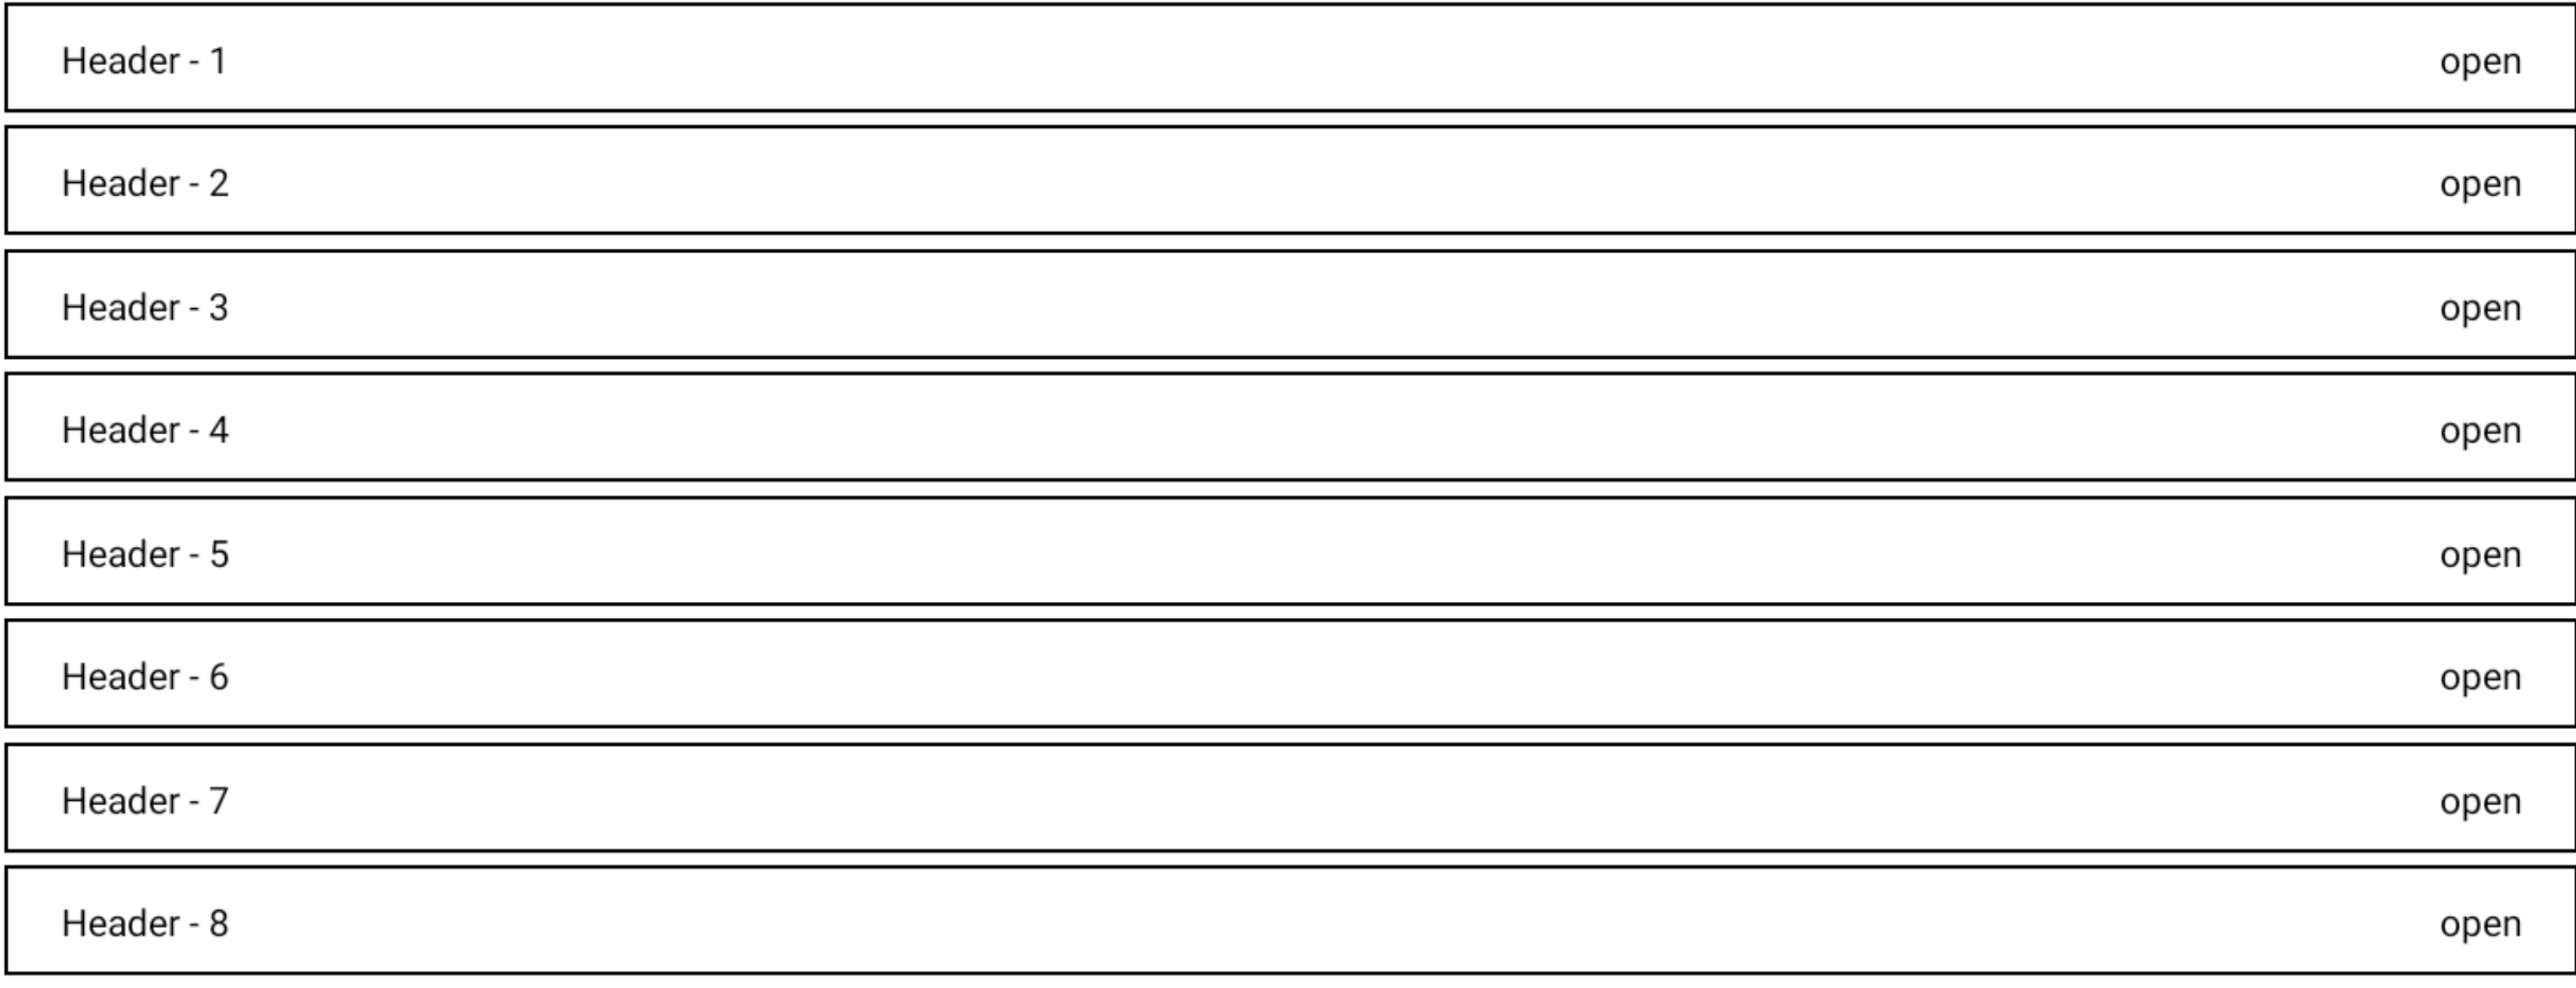 Header - 1 open
Header - 2 open
Header - 3 open
Header - 4 open
Header - 5 open
Header - 6 open
Header - 7 open
Header - 8 open